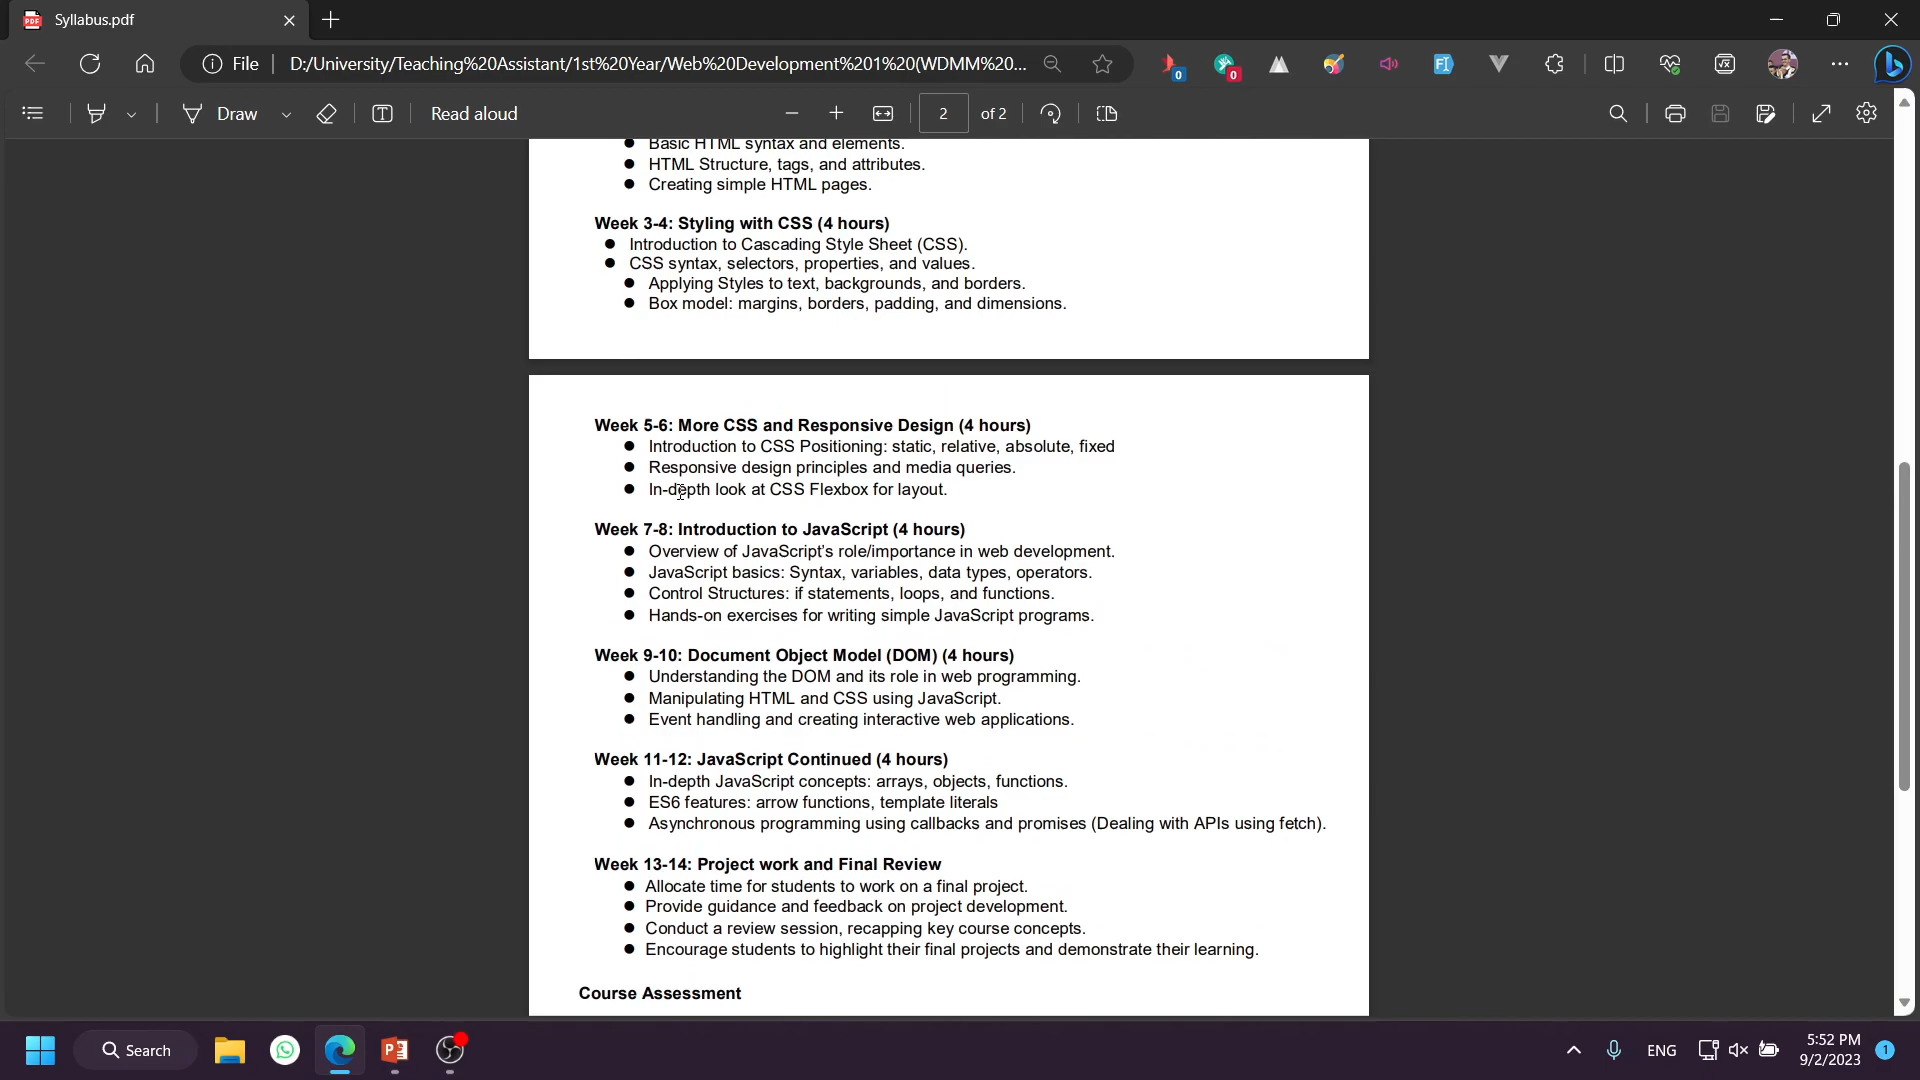 Syllabus.pdf
File D:/University/Teaching%20Assistant/1st%20Year/Web%20Development%201%20(WDMM%20...
0
0
Draw
Read aloud
2 of 2
Basic HTML syntax and elements.
HTML Structure, tags, and attributes.
Creating simple HTML pages.
Week 3-4: Styling with CSS (4 hours)
Introduction to Cascading Style Sheet (CSS).
CSS syntax, selectors, properties, and values.
Applying Styles to text, backgrounds, and borders.
Box model: margins, borders, padding, and dimensions.
Week 5-6: More CSS and Responsive Design (4 hours)
Introduction to CSS Positioning: static, relative, absolute, fixed
Responsive design principles and media queries.
In-depth look at CSS Flexbox for layout.
Week 7-8: Introduction to JavaScript (4 hours)
Overview of JavaScript's role/importance in web development.
JavaScript basics: Syntax, variables, data types, operators.
Control Structures: if statements, loops, and functions.
Hands-on exercises for writing simple JavaScript programs.
Week 9-10: Document Object Model (DOM) (4 hours)
Understanding the DOM and its role in web programming.
Manipulating HTML and CSS using JavaScript.
Event handling and creating interactive web applications.
Week 11-12: JavaScript Continued (4 hours)
In-depth JavaScript concepts: arrays, objects, functions.
ES6 features: arrow functions, template literals
Asynchronous programming using callbacks and promises (Dealing with APIs using fetch).
Week 13-14: Project work and Final Review
Allocate time for students to work on a final project.
Provide guidance and feedback on project development.
Conduct a review session, recapping key course concepts.
Encourage students to highlight their final projects and demonstrate their learning.
Course Assessment
Search
ENG
5:52 PM
9/2/2023
1